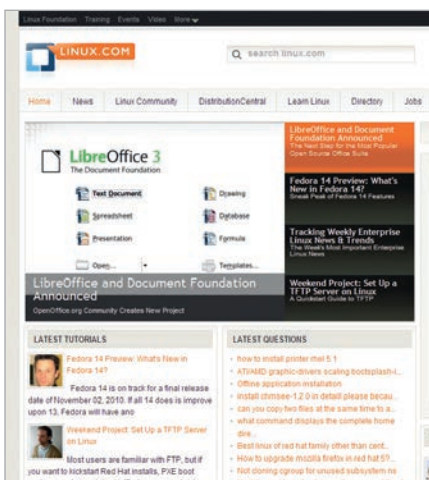 Linux Foundation Training Events Video More
LINUX.COM
search linux.com
Home News Linux Community DistributionCentral Learn Linux Directory Jobs
LibreOffice 3
The Document Foundation
Text Document Drawing
Spreadsheet Database
Presentation Formula
Open... Templates...
LibreOffice and Document Foundation
Announced
OpenOffice.org Community Creates New Project
LibreOffice and Document
Foundation Announced
The Next Step for the Most Popular
Open Source Office Suite
Fedora 14 Preview: What's
New in Fedora 14?
Sneak Peak of Fedora 14 Features
Tracking Weekly Enterprise
Linux News & Trends
The Week's Most Important Enterprise
Linux News
Weekend Project: Set Up a
TFTP Server on Linux
A Quickstart Guide to TFTP
LATEST TUTORIALS
Fedora 14 Preview: What's New in
Fedora 14?
Fedora 14 is on track for a final release
date of November 02, 2010. If all 14 does is improve
upon 13, Fedora will have ano
Weekend Project: Set Up a TFTP Server
on Linux
Most users are familiar with FTP, but if
you want to kickstart Red Hat installs, PXE boot
LATEST QUESTIONS
how to install printer rhel 5.1
ATI/AMD graphic-drivers scaling bootsplash-i...
Offline application installation
Install chmsee-1.2.0 in detail please becau...
can you copy two files at the same time to a...
what command displays the complete home
dire...
Best linux of red hat family other than cent...
How to upgrade mozilla firefox in red hat 5?...
Not cloning cgroup for unused subsystem ns